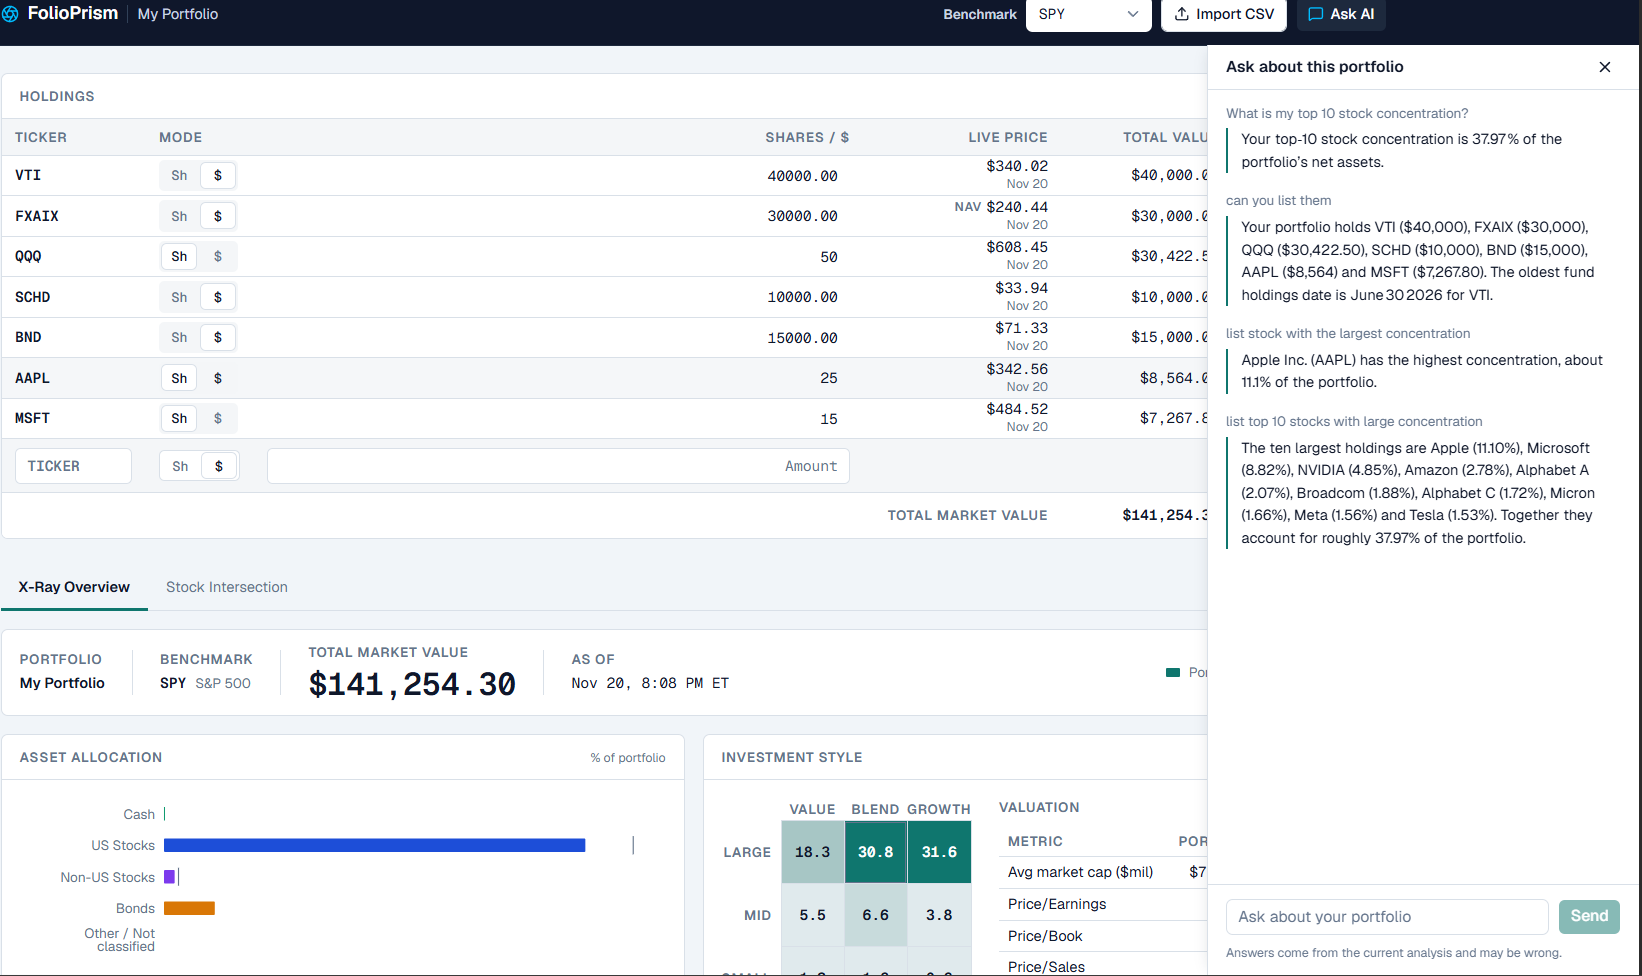 FolioPrism My Portfolio Benchmark SPY Import CSV Ask AI
HOLDINGS
TICKER MODE SHARES / $ LIVE PRICE TOTAL VALU
VTI Sh $ 40000.00 $340.02 $40,000.0
Nov 20
FXAIX Sh $ 30000.00 NAV $240.44 $30,000.0
Nov 20
QQQ Sh $ 50 $608.45 $30,422.5
Nov 20
SCHD Sh $ 10000.00 $33.94 $10,000.0
Nov 20
BND Sh $ 15000.00 $71.33 $15,000.0
Nov 20
AAPL Sh $ 25 $342.56 $8,564.0
Nov 20
MSFT Sh $ 15 $484.52 $7,267.8
Nov 20
TICKER Sh $ Amount
TOTAL MARKET VALUE $141,254.3
X-Ray Overview Stock Intersection
PORTFOLIO
My Portfolio
BENCHMARK
SPY S&P 500
TOTAL MARKET VALUE
$141,254.30
AS OF
Nov 20, 8:08 PM ET
Por
ASSET ALLOCATION % of portfolio
Cash
US Stocks
Non-US Stocks
Bonds
Other / Not
classified
INVESTMENT STYLE
VALUE BLEND GROWTH
LARGE 18.3 30.8 31.6
MID 5.5 6.6 3.8
VALUATION
METRIC POR
Avg market cap ($mil) $7
Price/Earnings
Price/Book
Price/Sales
Ask about this portfolio
What is my top 10 stock concentration?
Your top-10 stock concentration is 37.97% of the
portfolio's net assets.
can you list them
Your portfolio holds VTI ($40,000), FXAIX ($30,000),
QQQ ($30,422.50), SCHD ($10,000), BND ($15,000),
AAPL ($8,564) and MSFT ($7,267.80). The oldest fund
holdings date is June 30 2026 for VTI.
list stock with the largest concentration
Apple Inc. (AAPL) has the highest concentration, about
11.1% of the portfolio.
list top 10 stocks with large concentration
The ten largest holdings are Apple (11.10%), Microsoft
(8.82%), NVIDIA (4.85%), Amazon (2.78%), Alphabet A
(2.07%), Broadcom (1.88%), Alphabet C (1.72%), Micron
(1.66%), Meta (1.56%) and Tesla (1.53%). Together they
account for roughly 37.97% of the portfolio.
Ask about your portfolio Send
Answers come from the current analysis and may be wrong.